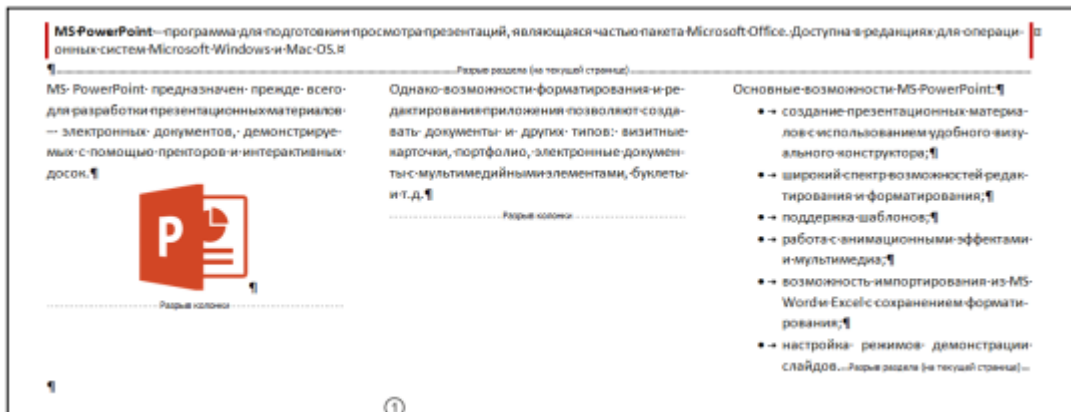 MS·PowerPoint·–·программа·для·подготовки·и·просмотра·презентаций,·являющаяся·частью·пакета·Microsoft·Office.·Доступна·в·редакциях·для·операци-
онных·систем·Microsoft·Windows·и·Mac·OS.¤
¶ Разрыв раздела (на текущей странице)
MS· PowerPoint· предназначен· прежде· всего·
для·разработки·презентационных·материалов·
–· электронных· документов,· демонстрируе-
мых·с·помощью·пректоров·и·интерактивных·
досок.¶
P
¶
Разрыв колонки
Однако·возможности·форматирования·и·ре-
дактирования·приложения·позволяют·созда-
вать· документы· и· других· типов:· визитные·
карточки,·портфолио,·электронные·докумен-
ты·с·мультимедийными·элементами,·буклеты·
и·т.д.¶
Разрыв колонки
Основные·возможности·MS·PowerPoint:¶
●→ создание·презентационных·материа-
лов·с·использованием·удобного·визу-
ального·конструктора;¶
●→ широкий·спектр·возможностей·редак-
тирования·и·форматирования;¶
●→ поддержка·шаблонов;¶
●→ работа·с·анимационными·эффектами·
и·мультимедиа;¶
●→ возможность·импортирования·из·MS·
Word·и·Excel·с·сохранением·формати-
рования;¶
●→ настройка· режимов· демонстрации·
слайдов. Разрыв раздела (на текущей странице)
¶
1